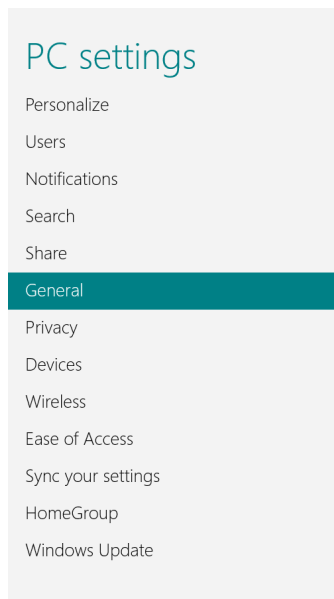 PC settings
Personalize
Users
Notifications
Search
Share
General
Privacy
Devices
Wireless
Ease of Access
Sync your settings
HomeGroup
Windows Update